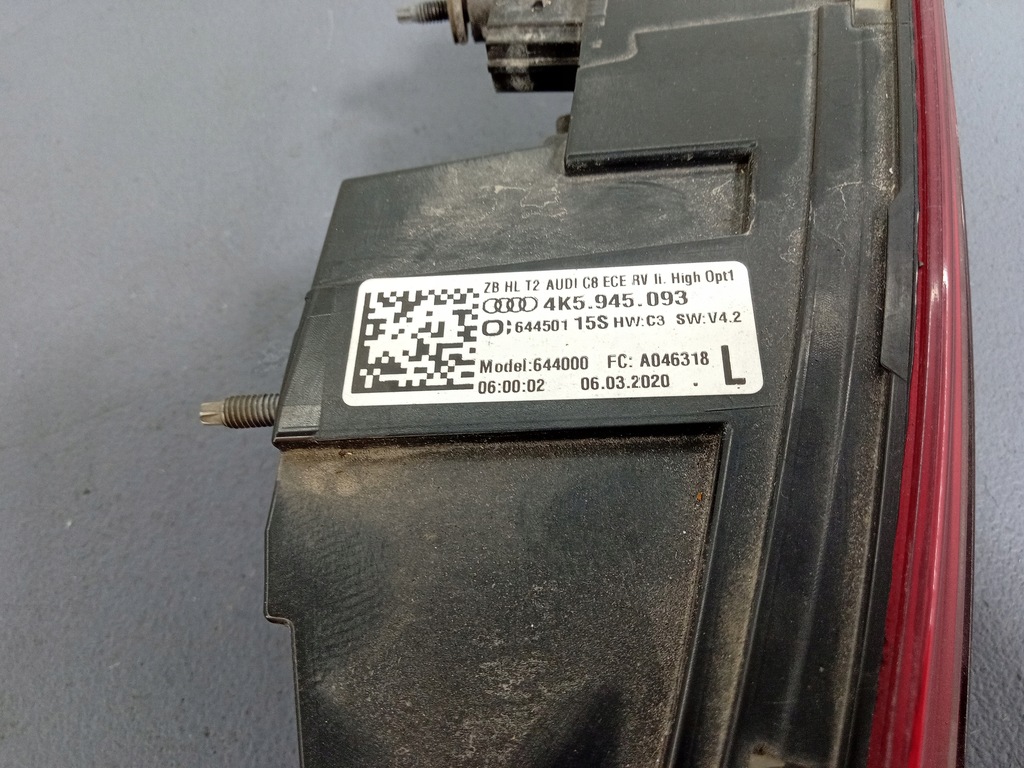 ZB HL T2 AUDI C8 ECE RV li. High Opt1
4K5.945.093
644501 15S HW:C3 SW:V4.2
Model:644000 FC: A046318
06:00:02 06.03.2020 L